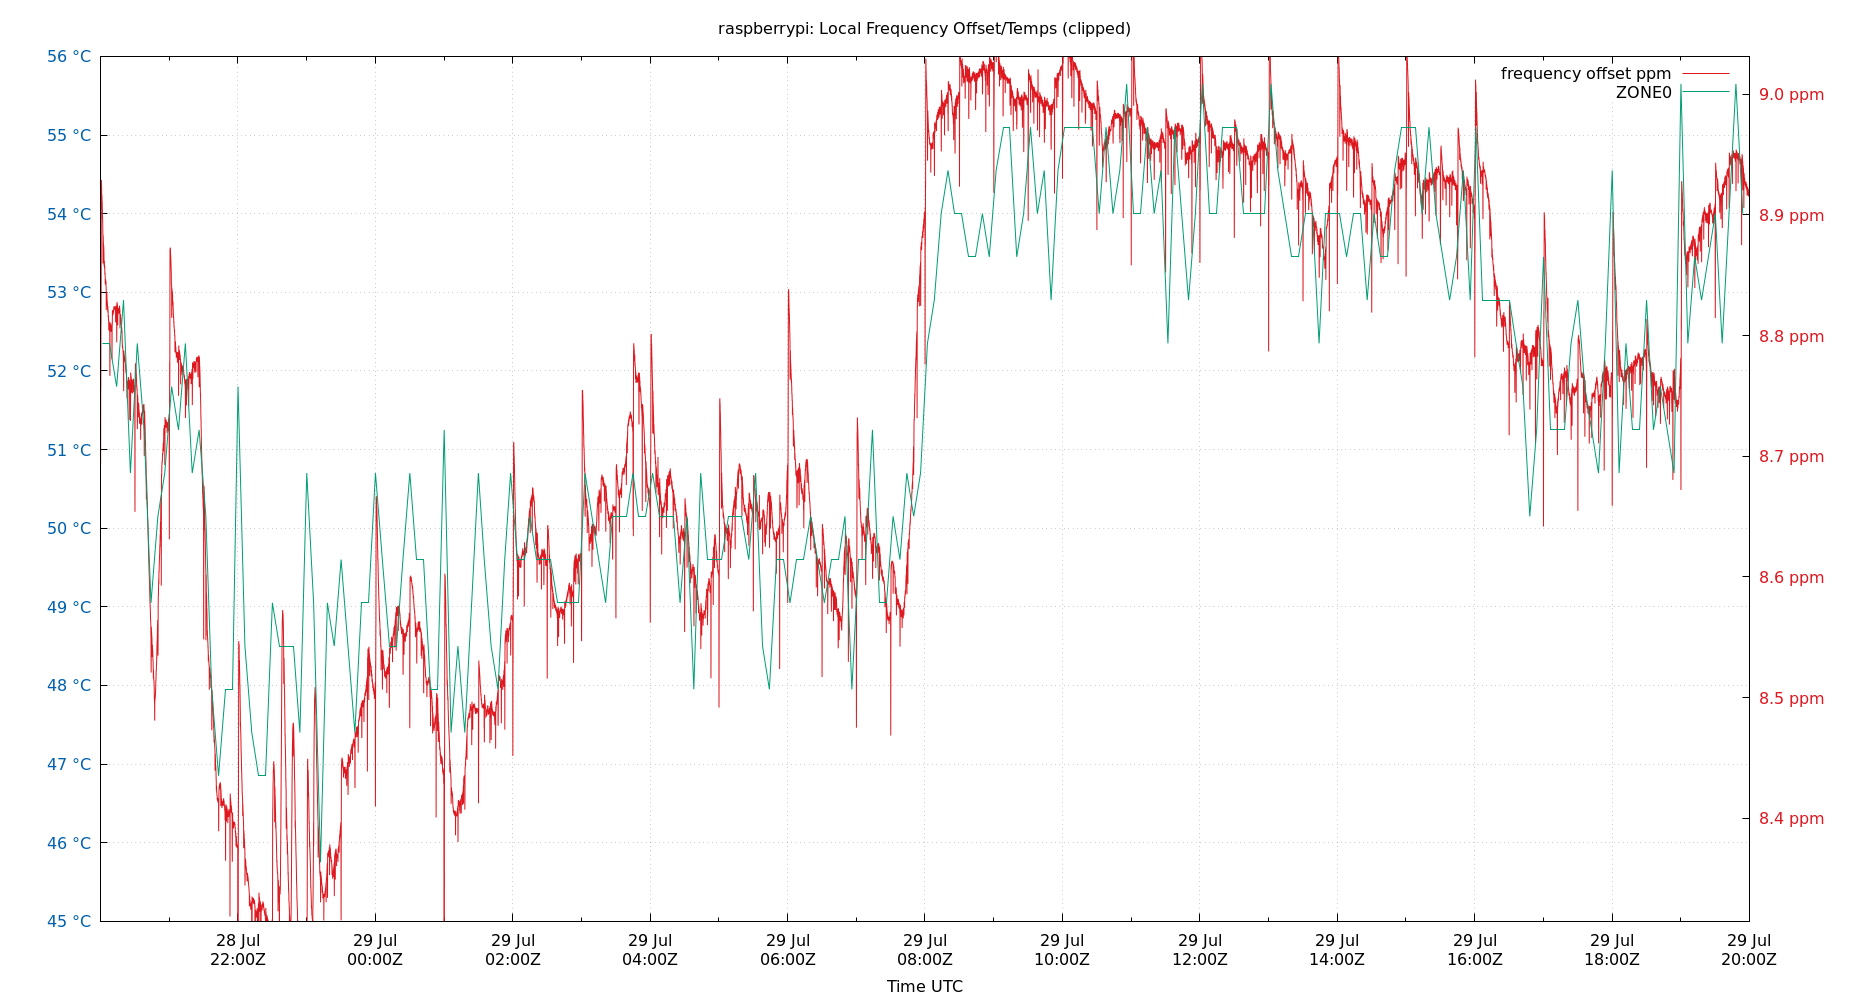 raspberrypi: Local Frequency Offset/Temps (clipped)
frequency offset ppm
ZONE0
56 °C
55 °C
54 °C
53 °C
52 °C
51 °C
50 °C
49 °C
48 °C
47 °C
46 °C
45 °C
9.0 ppm
8.9 ppm
8.8 ppm
8.7 ppm
8.6 ppm
8.5 ppm
8.4 ppm
28 Jul
22:00Z
29 Jul
00:00Z
29 Jul
02:00Z
29 Jul
04:00Z
29 Jul
06:00Z
29 Jul
08:00Z
29 Jul
10:00Z
29 Jul
12:00Z
29 Jul
14:00Z
29 Jul
16:00Z
29 Jul
18:00Z
29 Jul
20:00Z
Time UTC